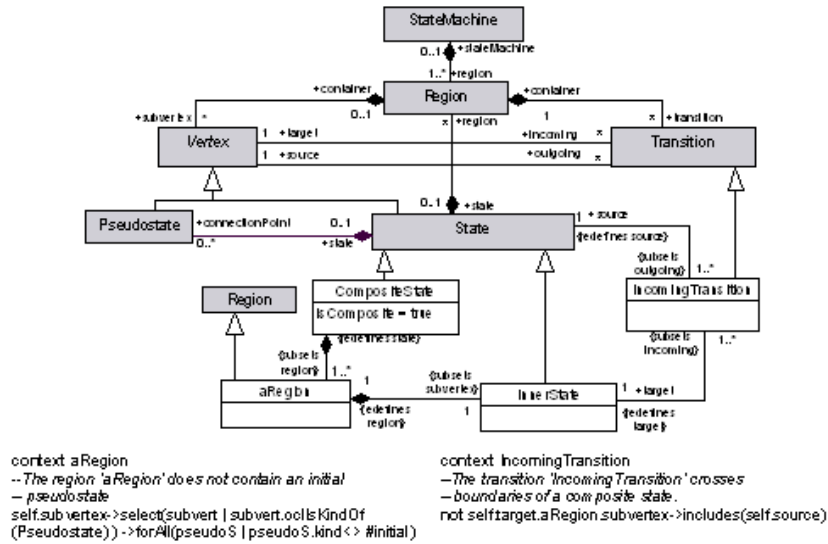 StateMachine
0..1
+stateMachine
1..*
+region
+container
Region
+container
+subvertex
*
0..1
*
+region
1
*
+transition
Vertex
1 +target
+incoming
*
Transition
1 +source
+outgoing
*
Pseudostate
+connectionPoint
0..1
0..*
+state
0..1
+state
State
1 +source
{redefines source}
{subsets
outgoing}
1..*
Region
CompositeState
isComposite = true
{redefines state}
IncomingTransition
{subsets
incoming}
1..*
{subsets
region}
1..*
aRegion
1
{redefines
region}
{subsets
subvertex}
1
InnerState
1
+target
{redefines
target}
context aRegion
--The region 'aRegion' does not contain an initial
-- pseudostate
self.subvertex->select(subvert | subvert.oclIsKindOf
(Pseudostate)) ->forAll(pseudoS | pseudoS.kind<> #initial)
context IncomingTransition
--The transition 'IncomingTransition' crosses
-- boundaries of a composite state.
not self.target.aRegion.subvertex->includes(self.source)